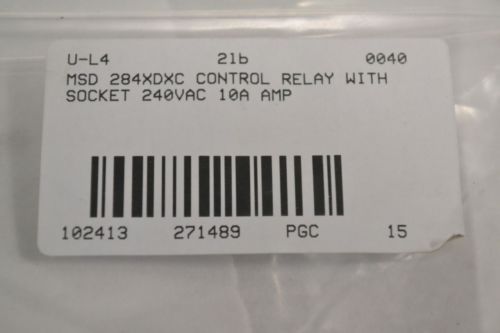 U-L4 21b 0040
MSD 284XDXC CONTROL RELAY WITH
SOCKET 240VAC 10A AMP
102413 271489 PGC 15